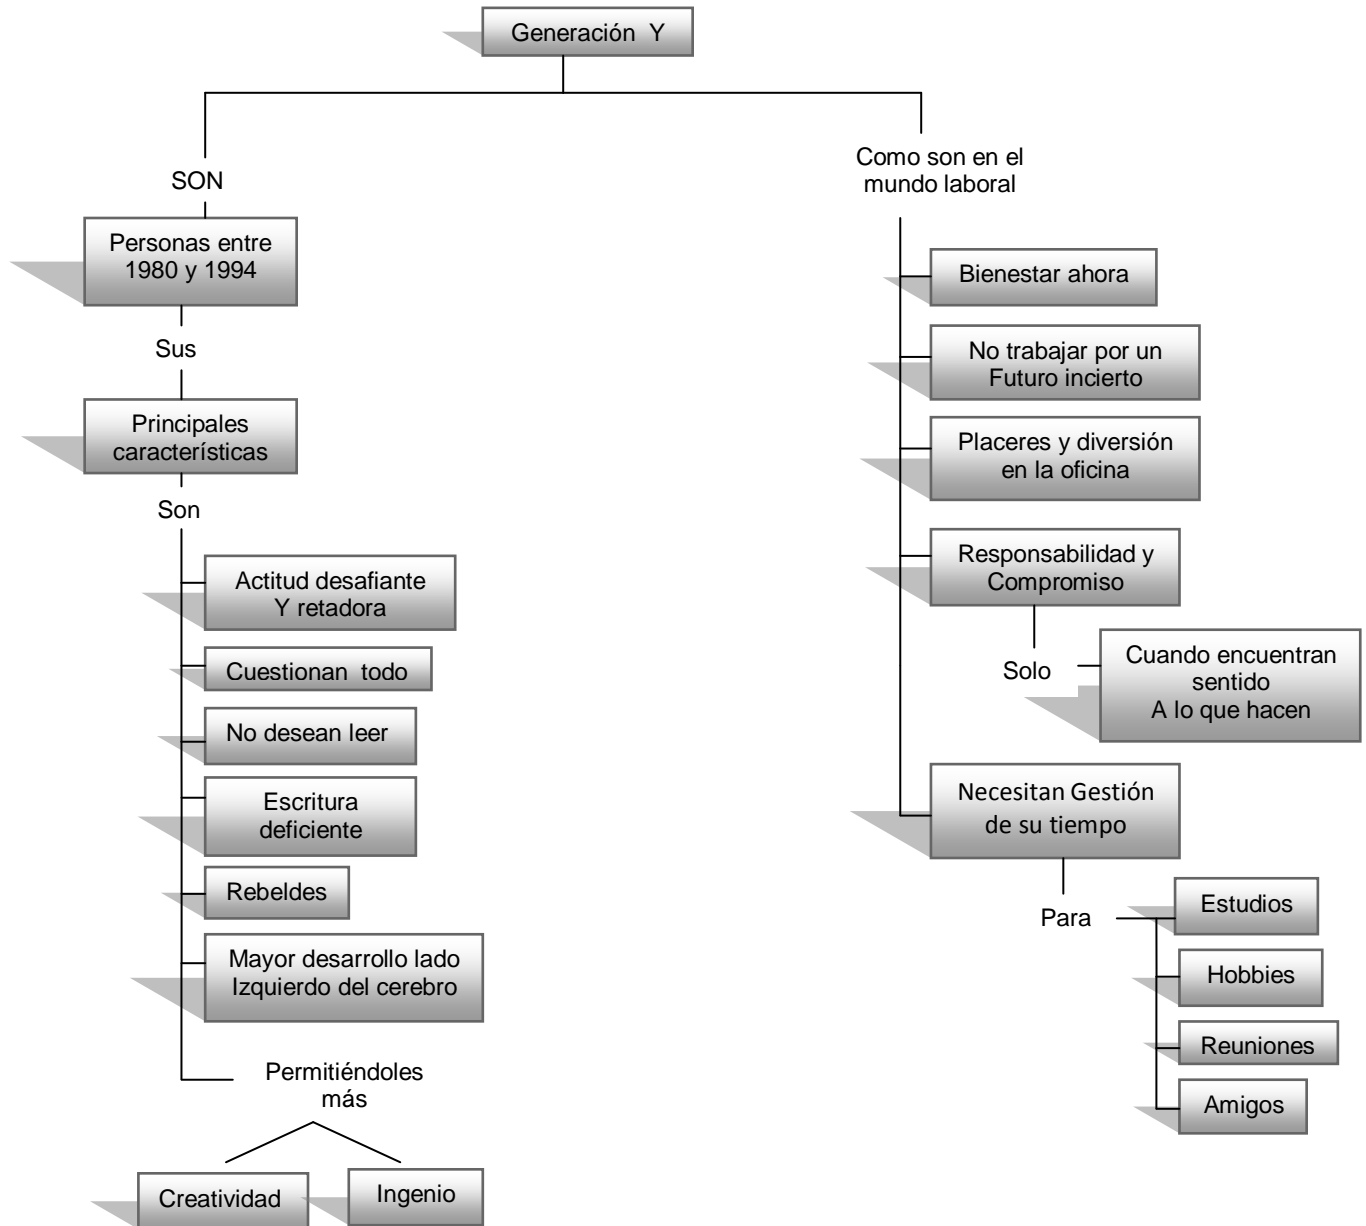 Generación  Y
SON
Personas entre
1980 y 1994
Sus
Principales
características
Son
Actitud desafiante
Y retadora
Cuestionan  todo
No desean leer
Escritura
deficiente
Rebeldes
Mayor desarrollo lado
Izquierdo del cerebro
Permitiéndoles
más
Creatividad
Ingenio
Como son en el
mundo laboral
Bienestar ahora
No trabajar por un
Futuro incierto
Placeres y diversión
en la oficina
Responsabilidad y
Compromiso
Solo
Cuando encuentran
sentido
A lo que hacen
Necesitan Gestión
de su tiempo
Para
Estudios
Hobbies
Reuniones
Amigos